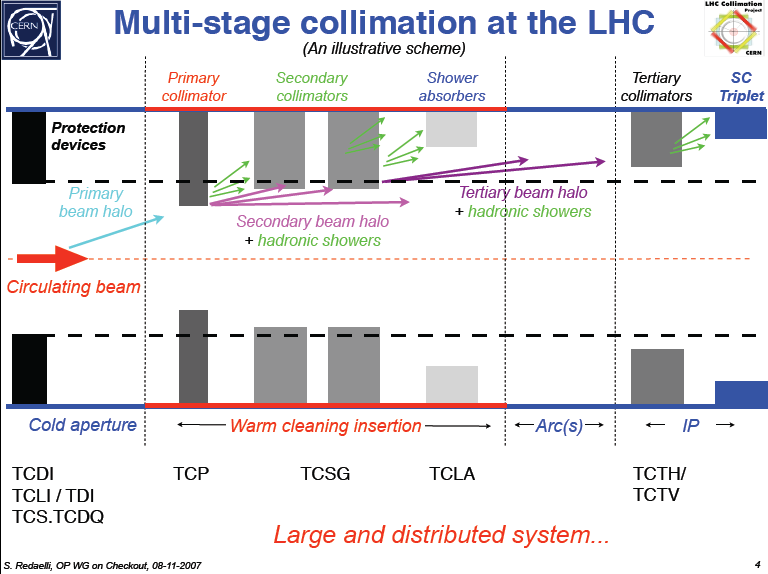 CERN
Multi-stage collimation at the LHC
(An illustrative scheme)
LHC Collimation
Project
CERN
Primary
collimator
Secondary
collimators
Shower
absorbers
Tertiary
collimators
SC
Triplet
Protection
devices
Primary
beam halo
Secondary beam halo
+ hadronic showers
Tertiary beam halo
+ hadronic showers
Circulating beam
Cold aperture
Warm cleaning insertion
Arc(s)
IP
TCDI
TCLI / TDI
TCS.TCDQ
TCP
TCSG
TCLA
TCTH/
TCTV
Large and distributed system...
S. Redaelli, OP WG on Checkout, 08-11-2007
4